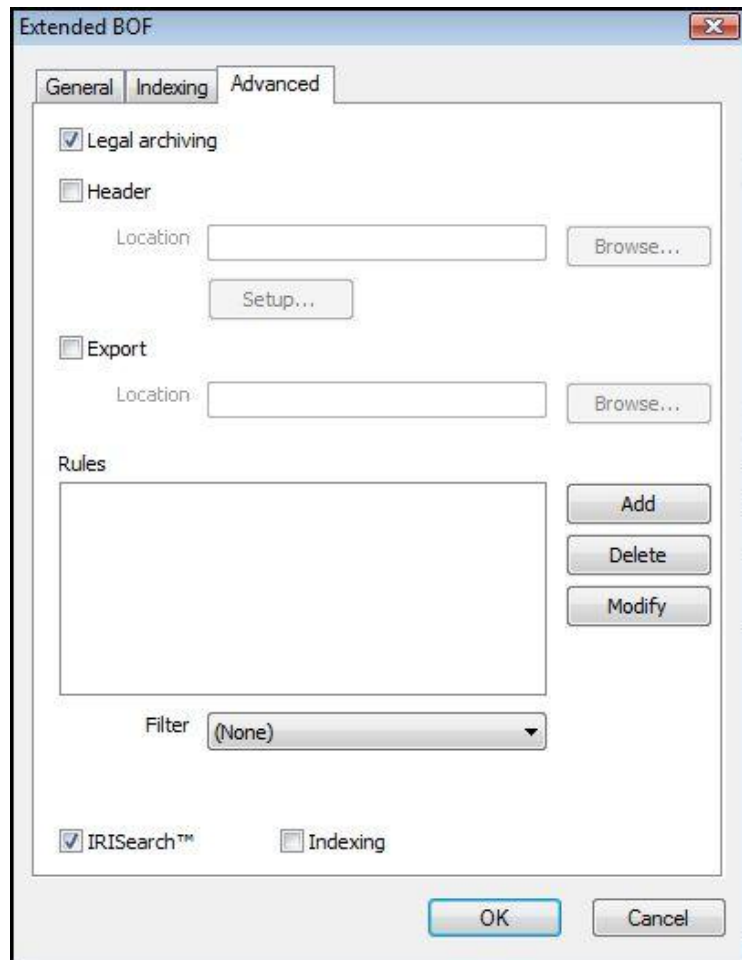 Extended BOF
General Indexing Advanced
Legal archiving
Header
Location Browse...
Setup...
Export
Location Browse...
Rules
Add
Delete
Modify
Filter (None)
IRISearch™ Indexing
OK Cancel